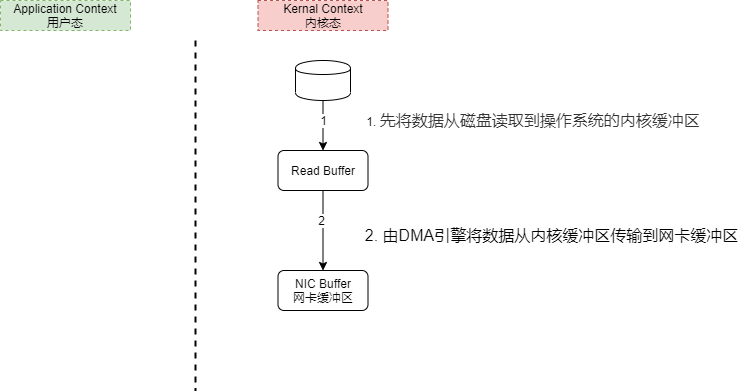 Application Context
用户态
Kernal Context
内核态
1
1. 先将数据从磁盘读取到操作系统的内核缓冲区
Read Buffer
2
2. 由DMA引擎将数据从内核缓冲区传输到网卡缓冲区
NIC Buffer
网卡缓冲区